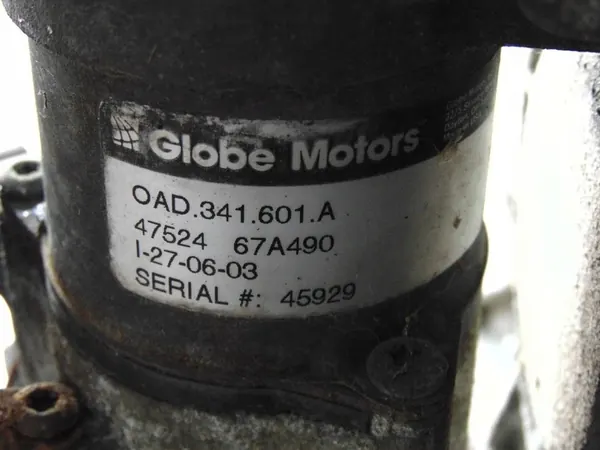 Globe Motors
OAD.341.601.A
47524 67A490
I-27-06-03
SERIAL #: 45929